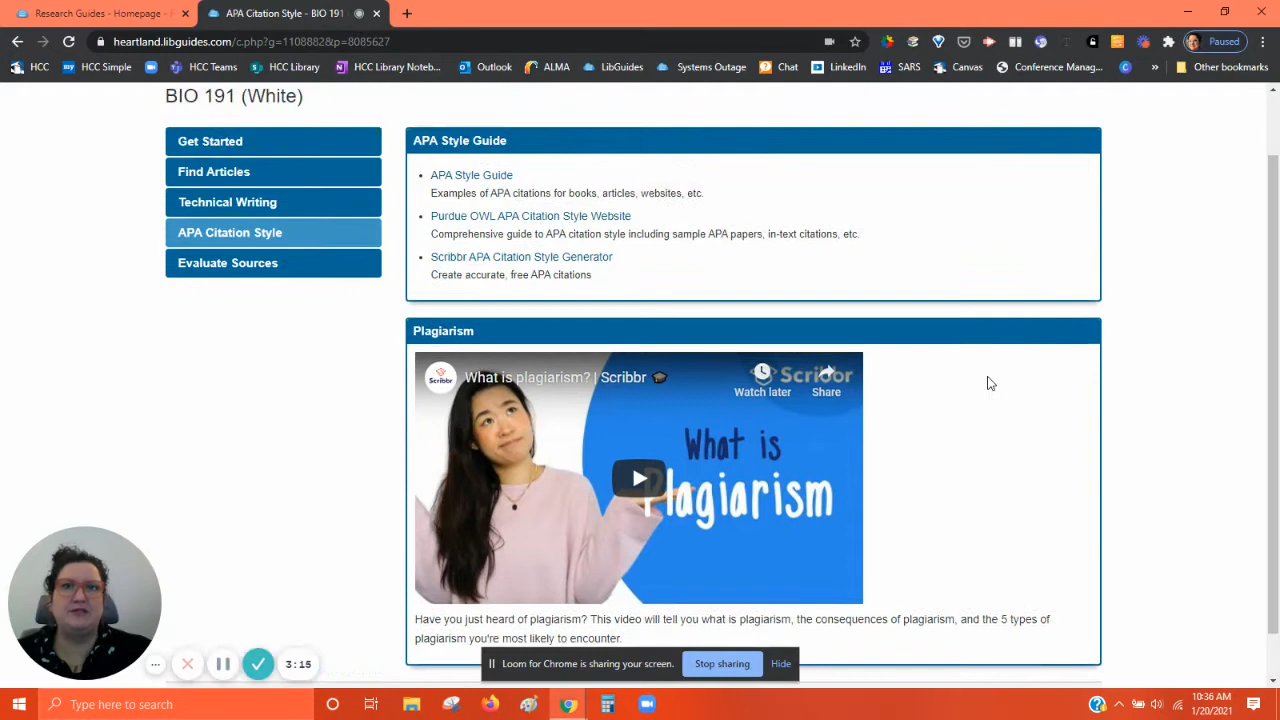 Research Guides - Homepage -
APA Citation Style - BIO 191
heartland.libguides.com/c.php?g=1108882&p=8085627
Paused
HCC
HCC Simple
HCC Teams
HCC Library
HCC Library Noteb...
Outlook
ALMA
LibGuides
Systems Outage
Chat
LinkedIn
SARS
Canvas
Conference Manag...
Other bookmarks
BIO 191 (White)
Get Started
Find Articles
Technical Writing
APA Citation Style
Evaluate Sources
APA Style Guide
APA Style Guide
Examples of APA citations for books, articles, websites, etc.
Purdue OWL APA Citation Style Website
Comprehensive guide to APA citation style including sample APA papers, in-text citations, etc.
Scribbr APA Citation Style Generator
Create accurate, free APA citations
Plagiarism
Scribbr
What is plagiarism? | Scribbr
Scribbr
Watch later
Share
What is
Plagiarism
Have you just heard of plagiarism? This video will tell you what is plagiarism, the consequences of plagiarism, and the 5 types of
plagiarism you're most likely to encounter.
3:15
Loom for Chrome is sharing your screen.
Stop sharing
Hide
Type here to search
10:36 AM
1/20/2021